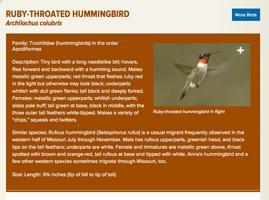 RUBY-THROATED HUMMINGBIRD
More Birds
Archilochus colubris
Family: Trochilidae (hummingbirds) in the order
Apodiformes
Description: Tiny bird with a long needlelike bill; hovers,
flies forward and backward with a humming sound. Males:
metallic green upperparts; red throat that flashes ruby red
in the light but otherwise may look black; underparts
whitish with dull green flanks; tail black and deeply forked.
Females: metallic green upperparts; whitish underparts;
sides pale buff; tail green at base, black in middle, with the
three outer tail feathers white-tipped. Makes a variety of
"chips," squeaks and twitters.
Ruby-throated hummingbird in flight
Similar species: Rufous hummingbird (Selasphorus rufus) is a casual migrant frequently observed in the
western half of Missouri July through November. Male has rufous upperparts, greenish head, and black
tips on the tail feathers; underparts are white. Female and immatures are metallic green above, throat
spotted with brown and orange-red, tail rufous at base and tipped with white. Anna's hummingbird and a
few other western species sometimes migrate through Missouri, too.
Size: Length: 3¾ inches (tip of bill to tip of tail).